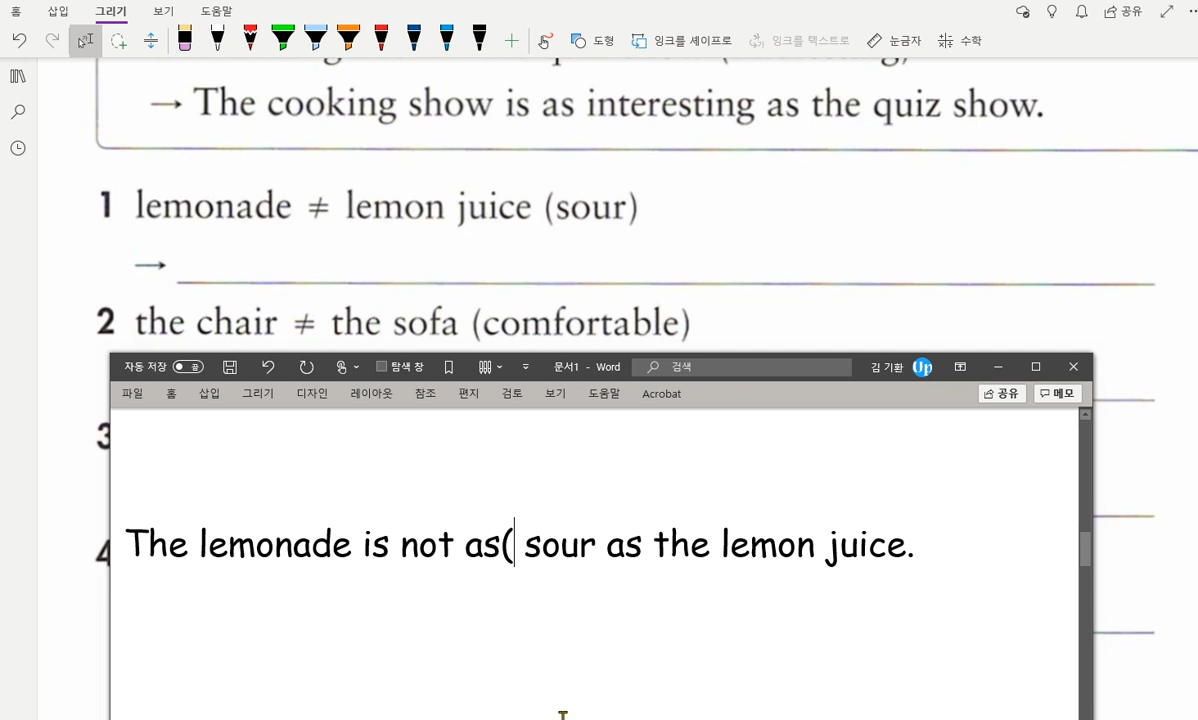 홈 삽입 그리기 보기 도움말 공유
도형 잉크를 셰이프로 잉크를 텍스트로 눈금자 수학
→ The cooking show is as interesting as the quiz show.
1 lemonade ≠ lemon juice (sour)
→
2 the chair ≠ the sofa (comfortable)
자동 저장 끔 탐색 창 문서1 - Word 검색 김 기환 Up
파일 홈 삽입 그리기 디자인 레이아웃 참조 편지 검토 보기 도움말 Acrobat 공유 메모
3
The lemonade is not as( sour as the lemon juice.
4